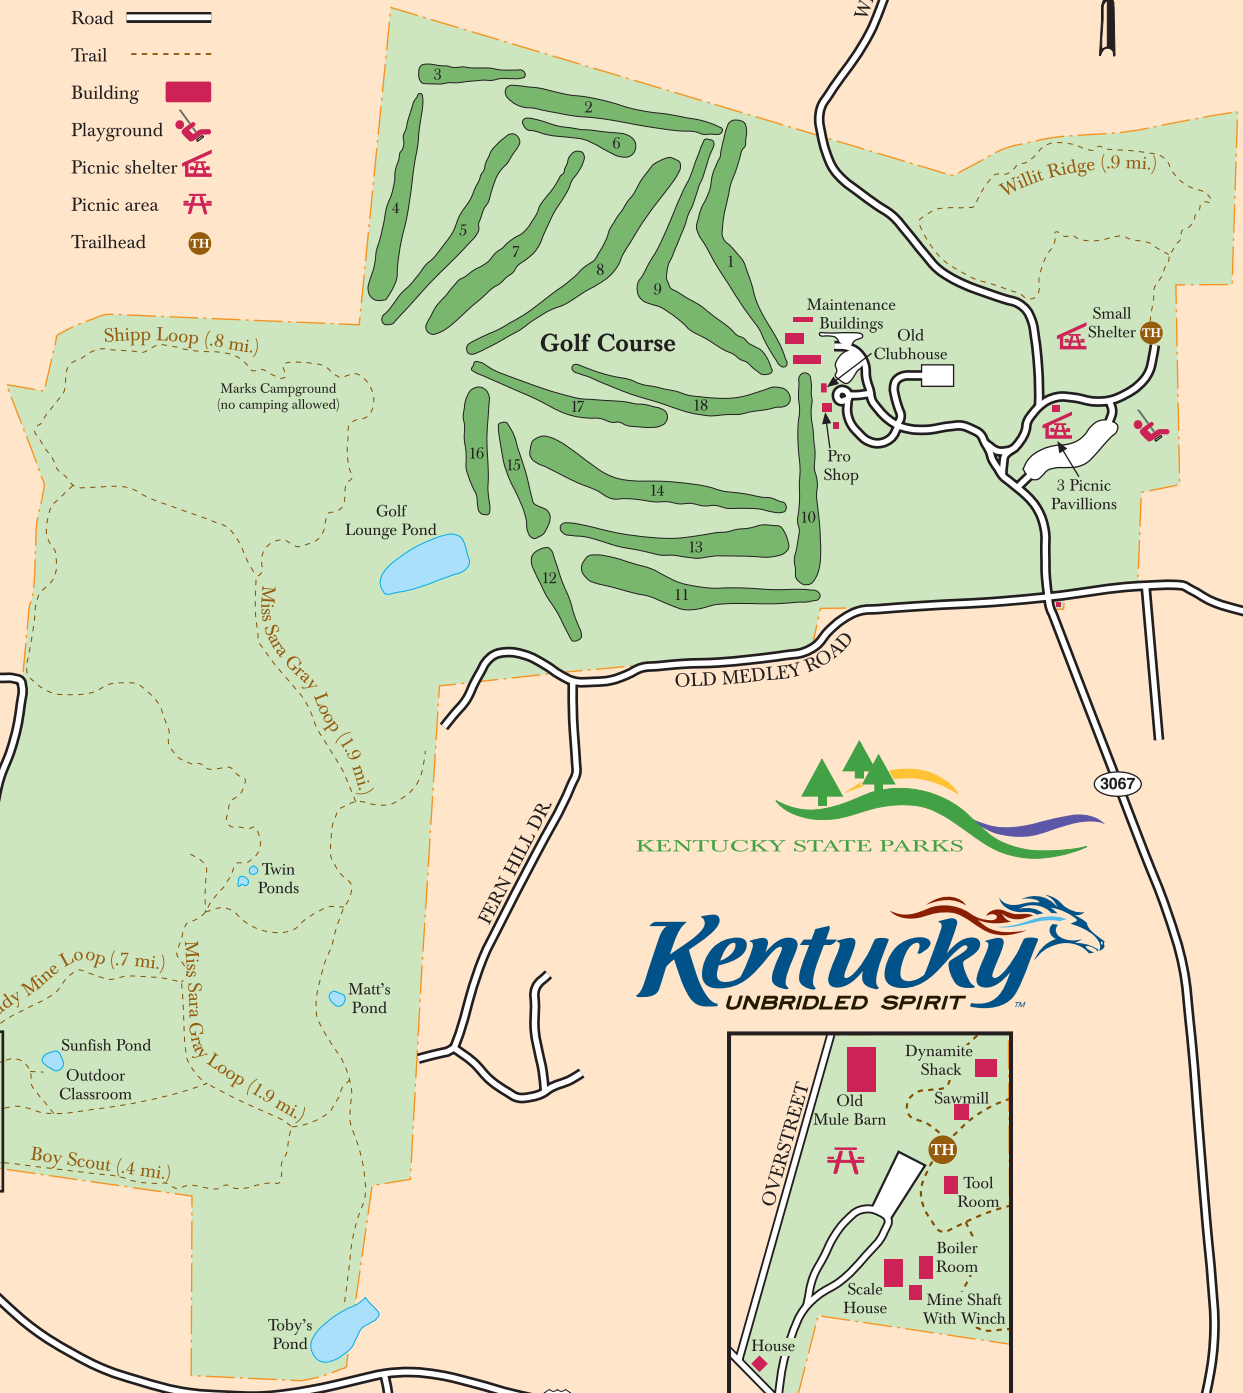 Road
Trail
Building
Playground
Picnic shelter
Picnic area
Trailhead
TH
3
2
6
4
5
7
8
9
1
Golf Course
17
18
16
15
14
10
13
12
11
Willit Ridge (.9 mi.)
Small
Shelter
TH
Maintenance
Buildings
Old
Clubhouse
Pro
Shop
3 Picnic
Pavillions
Shipp Loop (.8 mi.)
Marks Campground
(no camping allowed)
Golf
Lounge Pond
Miss Sara Gray Loop (1.9 mi.)
OLD MEDLEY ROAD
FERN HILL DR.
3067
KENTUCKY STATE PARKS
Kentucky
UNBRIDLED SPIRIT
TM
Twin
Ponds
Mine Loop (.7 mi.)
Miss Sara Gray Loop (1.9 mi.)
Matt's
Pond
Sunfish Pond
Outdoor
Classroom
Boy Scout (.4 mi.)
Toby's
Pond
OVERSTREET
Old
Mule Barn
Dynamite
Shack
Sawmill
TH
Tool
Room
Boiler
Room
Scale
House
Mine Shaft
With Winch
House